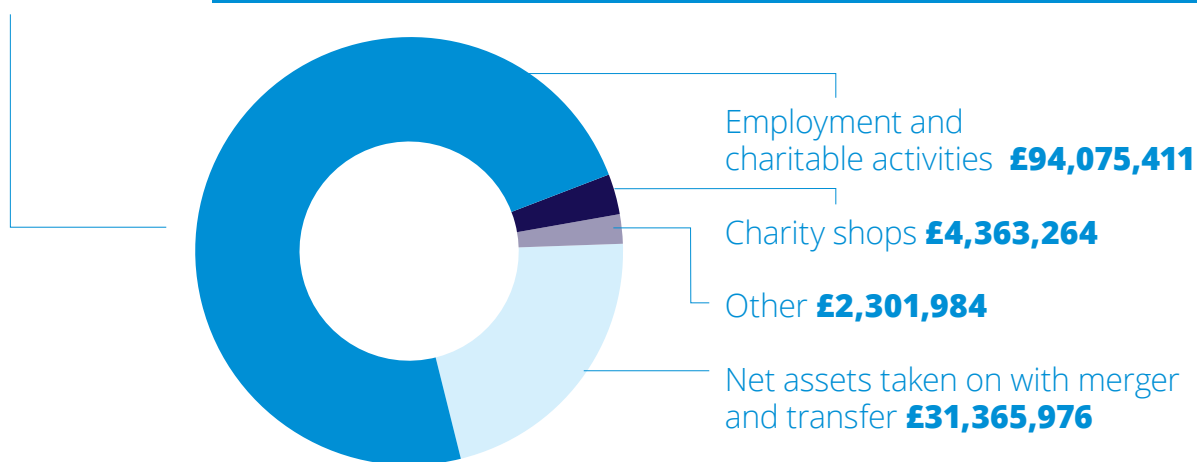 Employment and
charitable activities £94,075,411
Charity shops £4,363,264
Other £2,301,984
Net assets taken on with merger
and transfer £31,365,976